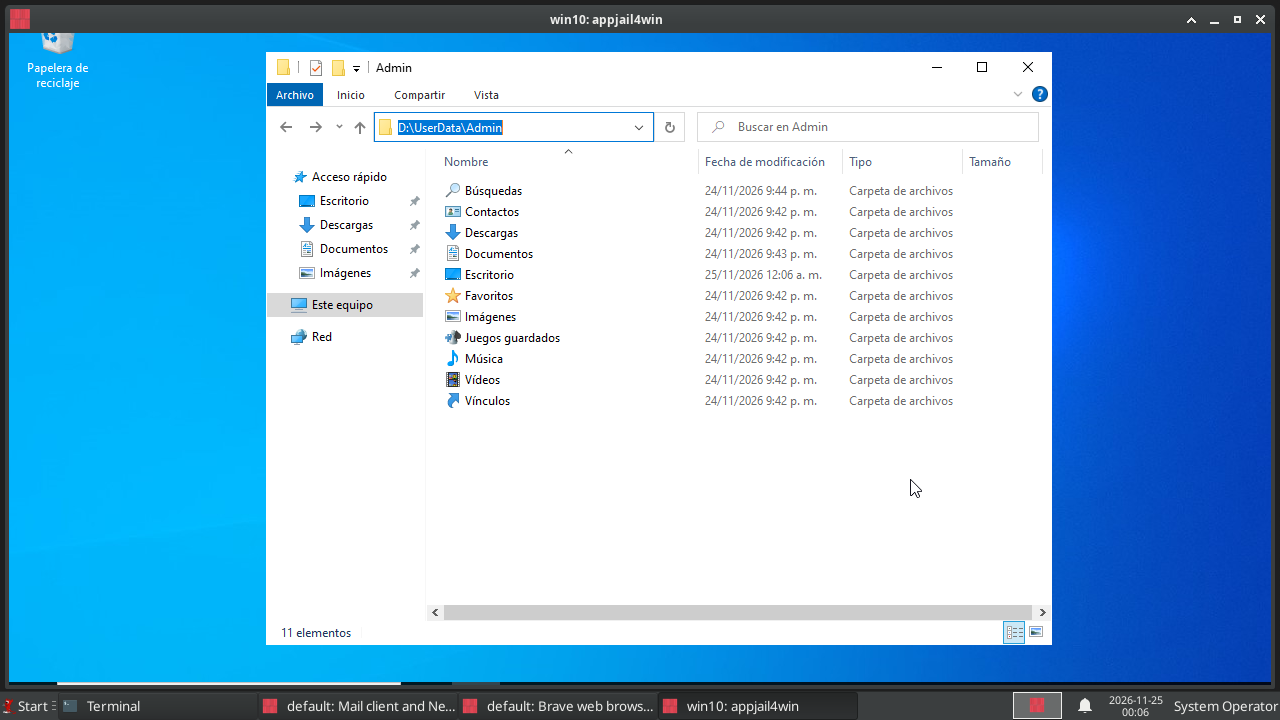 win10: appjail4win
Papelera de
reciclaje
Admin
Archivo Inicio Compartir Vista
D:\UserData\Admin
Buscar en Admin
Nombre Fecha de modificación Tipo Tamaño
Acceso rápido
Escritorio
Descargas
Documentos
Imágenes
Este equipo
Red
Búsquedas 24/11/2026 9:44 p. m. Carpeta de archivos
Contactos 24/11/2026 9:42 p. m. Carpeta de archivos
Descargas 24/11/2026 9:42 p. m. Carpeta de archivos
Documentos 24/11/2026 9:43 p. m. Carpeta de archivos
Escritorio 25/11/2026 12:06 a. m. Carpeta de archivos
Favoritos 24/11/2026 9:42 p. m. Carpeta de archivos
Imágenes 24/11/2026 9:42 p. m. Carpeta de archivos
Juegos guardados 24/11/2026 9:42 p. m. Carpeta de archivos
Música 24/11/2026 9:42 p. m. Carpeta de archivos
Vídeos 24/11/2026 9:42 p. m. Carpeta de archivos
Vínculos 24/11/2026 9:42 p. m. Carpeta de archivos
11 elementos
Start Terminal default: Mail client and Ne... default: Brave web brows... win10: appjail4win 2026-11-25 System Operator
00:06